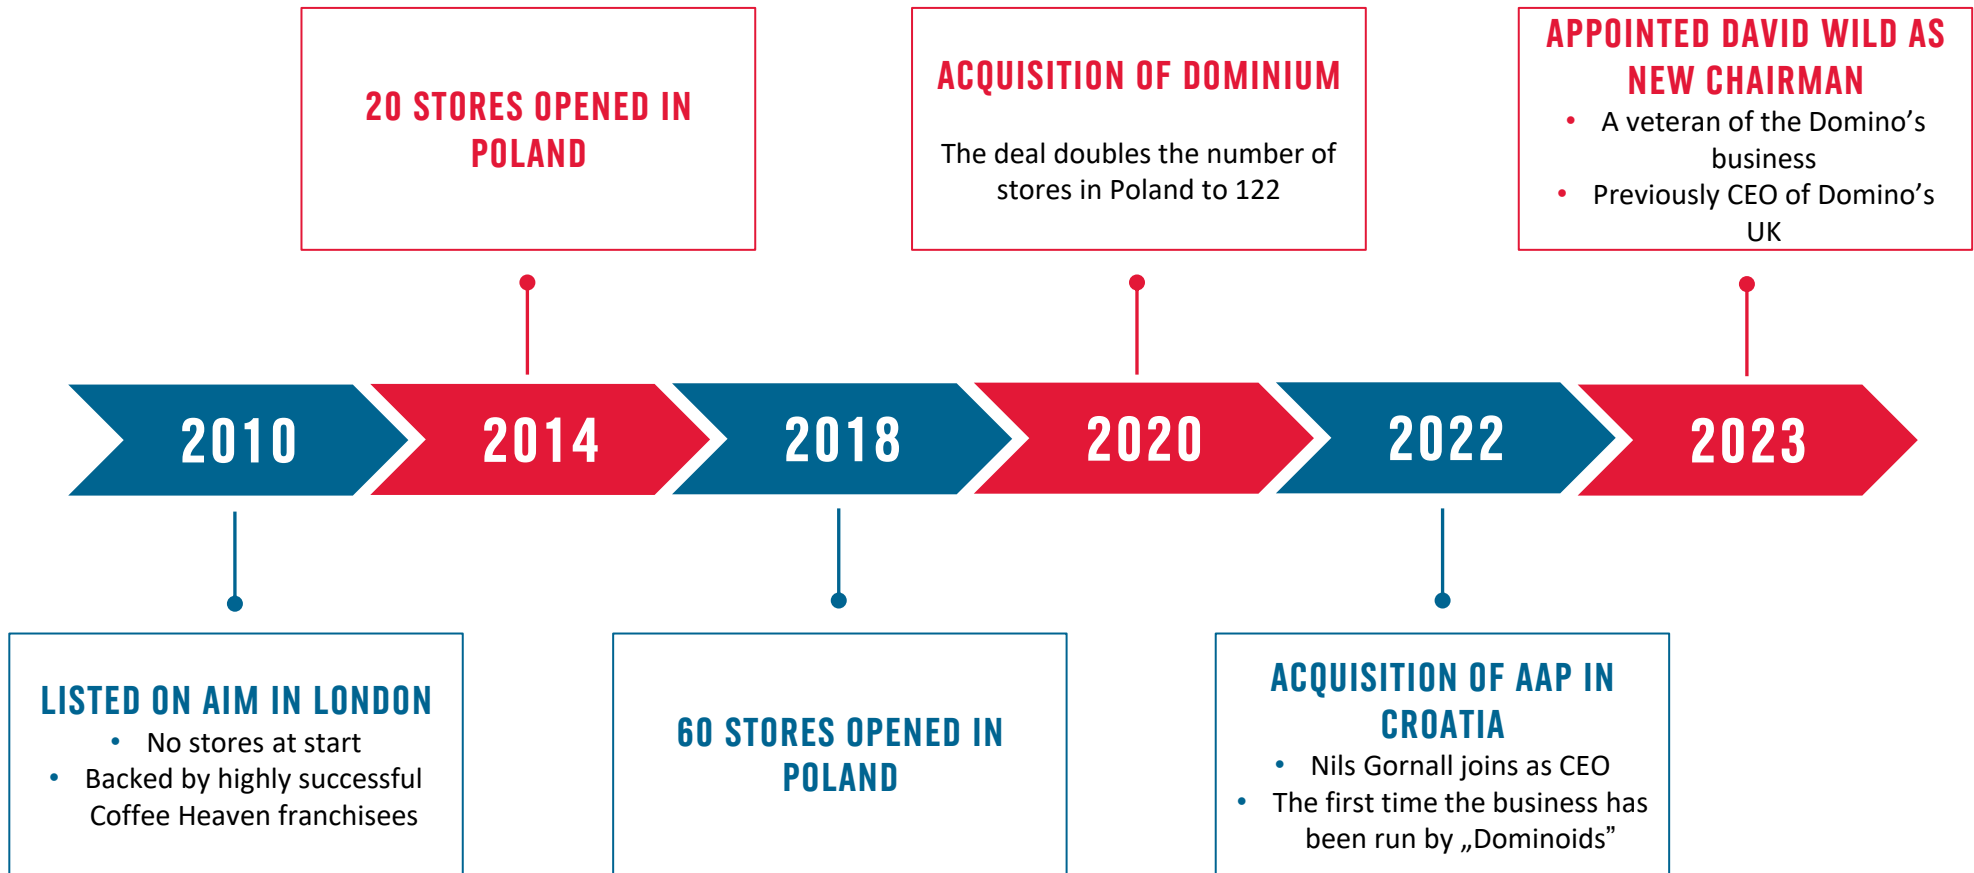 20 STORES OPENED IN
POLAND
ACQUISITION OF DOMINIUM
The deal doubles the number of
stores in Poland to 122
APPOINTED DAVID WILD AS
NEW CHAIRMAN
• A veteran of the Domino’s
business
• Previously CEO of Domino’s
UK
2010
2014
2018
2020
2022
2023
LISTED ON AIM IN LONDON
• No stores at start
• Backed by highly successful
Coffee Heaven franchisees
60 STORES OPENED IN
POLAND
ACQUISITION OF AAP IN
CROATIA
• Nils Gornall joins as CEO
• The first time the business has
been run by „Dominoids”